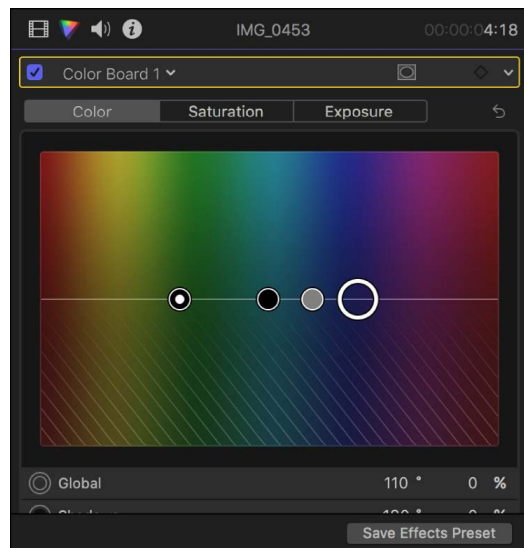 IMG_0453 00:00:04:18
Color Board 1
Color Saturation Exposure
Global 110 ° 0 %
Save Effects Preset